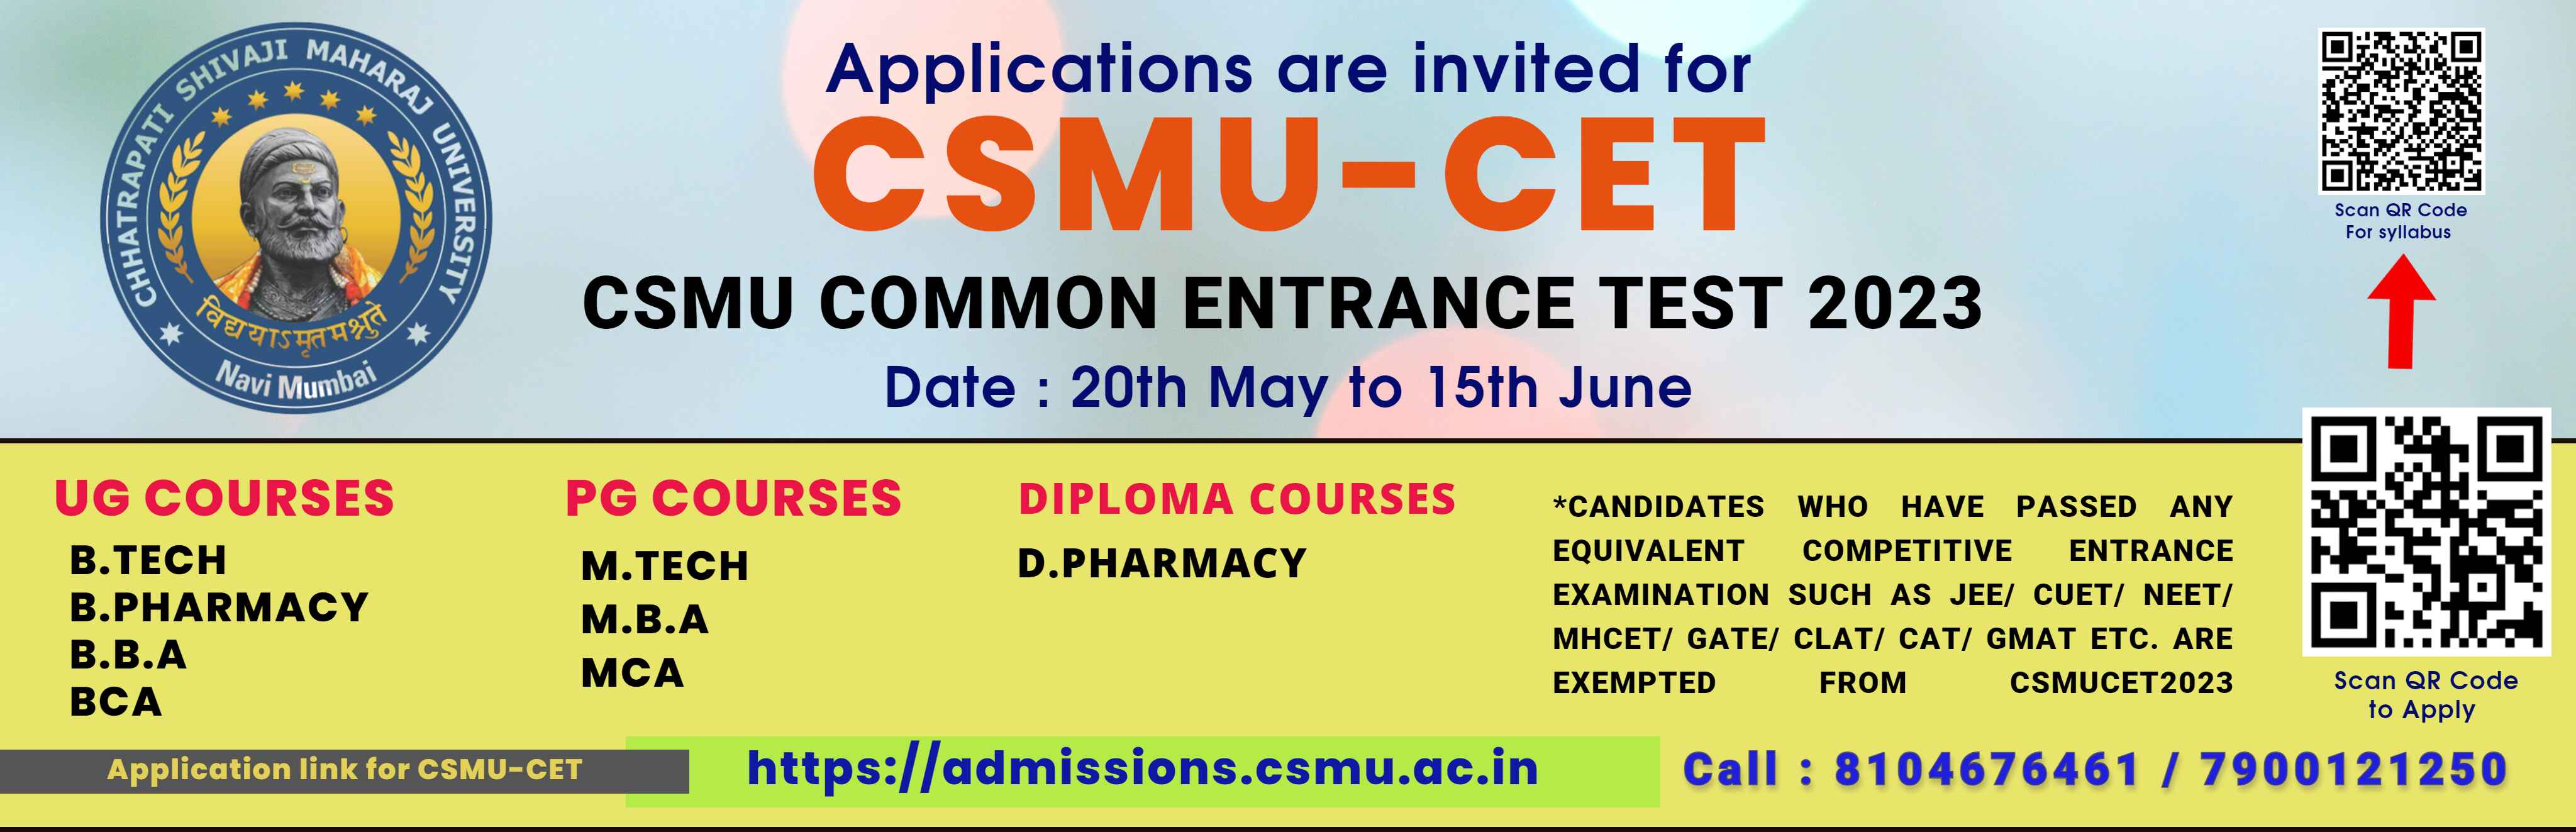 CHHATRAPATI SHIVAJI MAHARAJ UNIVERSITY
विद्ययाऽमृतमश्नुते
Navi Mumbai
Applications are invited for
CSMU-CET
CSMU COMMON ENTRANCE TEST 2023
Date : 20th May to 15th June
Scan QR Code
For syllabus
UG COURSES
B.TECH
B.PHARMACY
B.B.A
BCA
PG COURSES
M.TECH
M.B.A
MCA
DIPLOMA COURSES
D.PHARMACY
*CANDIDATES WHO HAVE PASSED ANY
EQUIVALENT COMPETITIVE ENTRANCE
EXAMINATION SUCH AS JEE/ CUET/ NEET/
MHCET/ GATE/ CLAT/ CAT/ GMAT ETC. ARE
EXEMPTED FROM CSMUCET2023
Scan QR Code
to Apply
Application link for CSMU-CET
https://admissions.csmu.ac.in
Call : 8104676461 / 7900121250